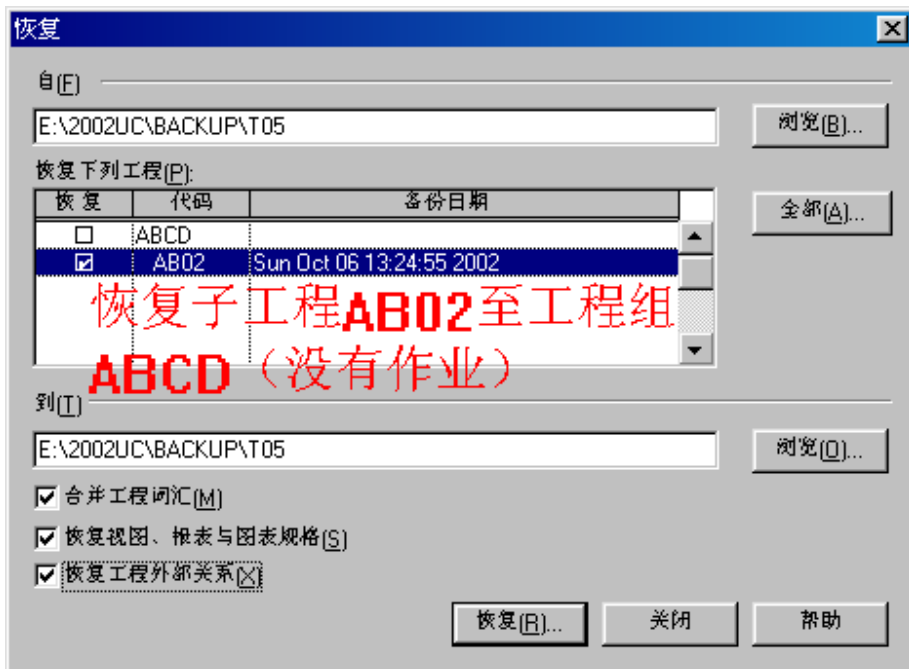 恢复
自(F)
E:\2002UC\BACKUP\T05
浏览(B)...
恢复下列工程(P):
恢复 代码 备份日期
全部(A)...
ABCD
AB02 Sun Oct 06 13:24:55 2002
恢复子工程AB02至工程组
ABCD（没有作业）
到(T)
E:\2002UC\BACKUP\T05
浏览(O)...
合并工程词汇(M)
恢复视图、报表与图表规格(S)
恢复工程外部关系(X)
恢复(R)... 关闭 帮助